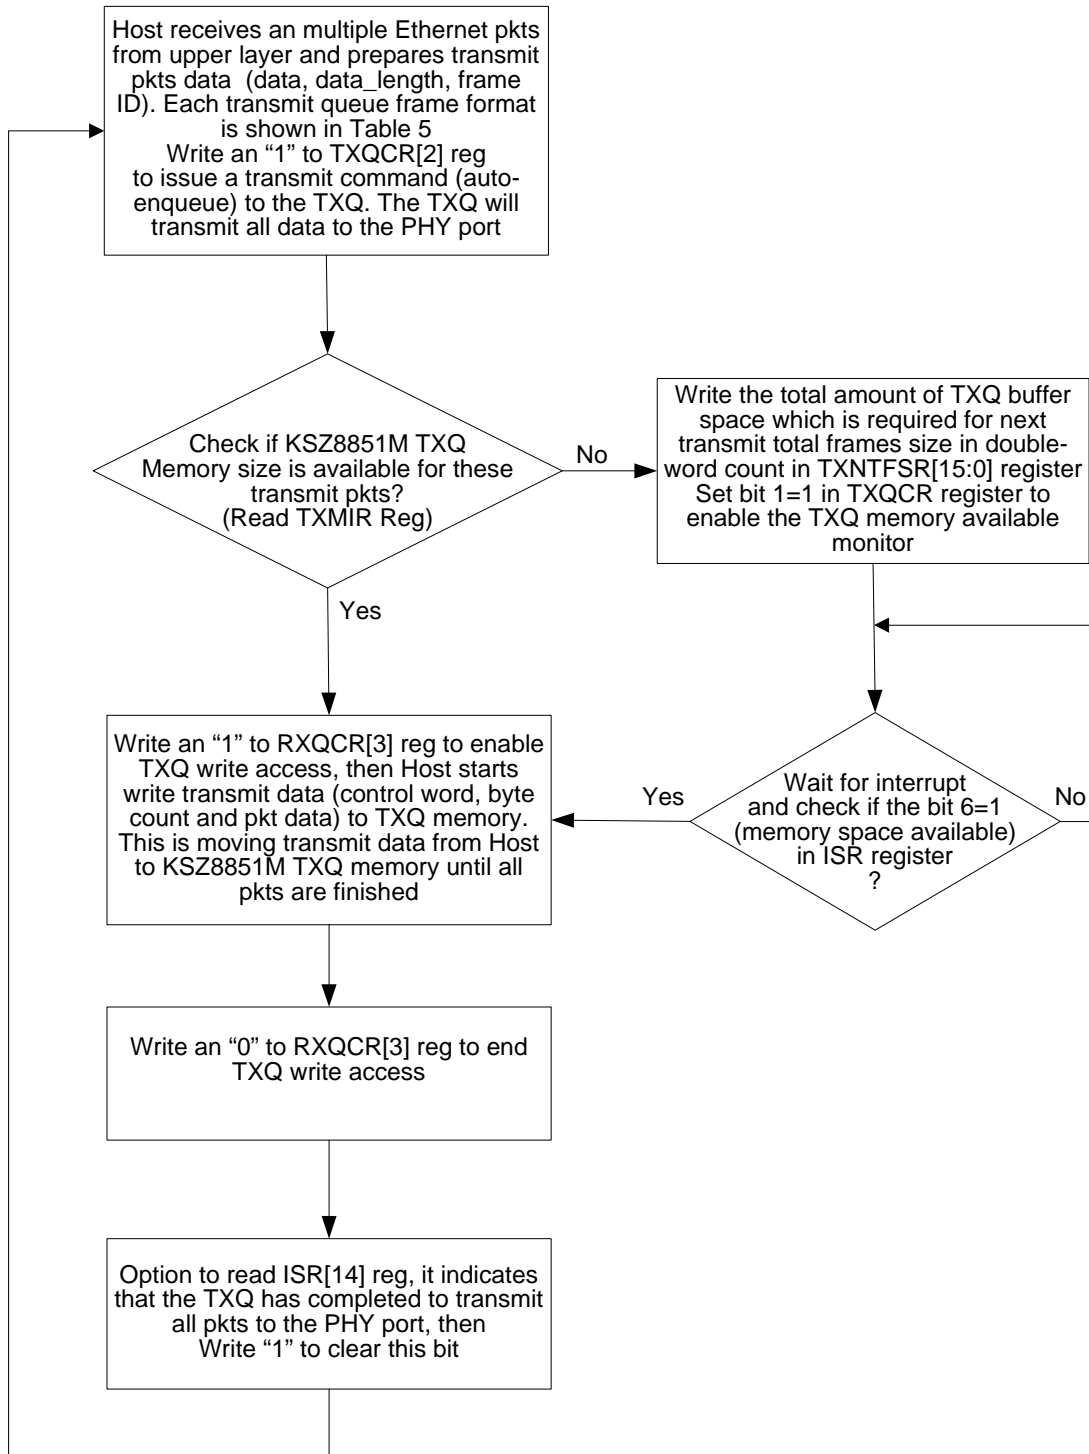 Host receives an multiple Ethernet pkts
from upper layer and prepares transmit
pkts data (data, data_length, frame
ID). Each transmit queue frame format
is shown in Table 5
Write an “1” to TXQCR[2] reg
to issue a transmit command (auto-
enqueue) to the TXQ. The TXQ will
transmit all data to the PHY port
Check if KSZ8851M TXQ
Memory size is available for these
transmit pkts?
(Read TXMIR Reg)
No
Write the total amount of TXQ buffer
space which is required for next
transmit total frames size in double-
word count in TXNTFSR[15:0] register
Set bit 1=1 in TXQCR register to
enable the TXQ memory available
monitor
Yes
Write an “1” to RXQCR[3] reg to enable
TXQ write access, then Host starts
write transmit data (control word, byte
count and pkt data) to TXQ memory.
This is moving transmit data from Host
to KSZ8851M TXQ memory until all
pkts are finished
Yes
Wait for interrupt
and check if the bit 6=1
(memory space available)
in ISR register
?
No
Write an “0” to RXQCR[3] reg to end
TXQ write access
Option to read ISR[14] reg, it indicates
that the TXQ has completed to transmit
all pkts to the PHY port, then
Write “1” to clear this bit